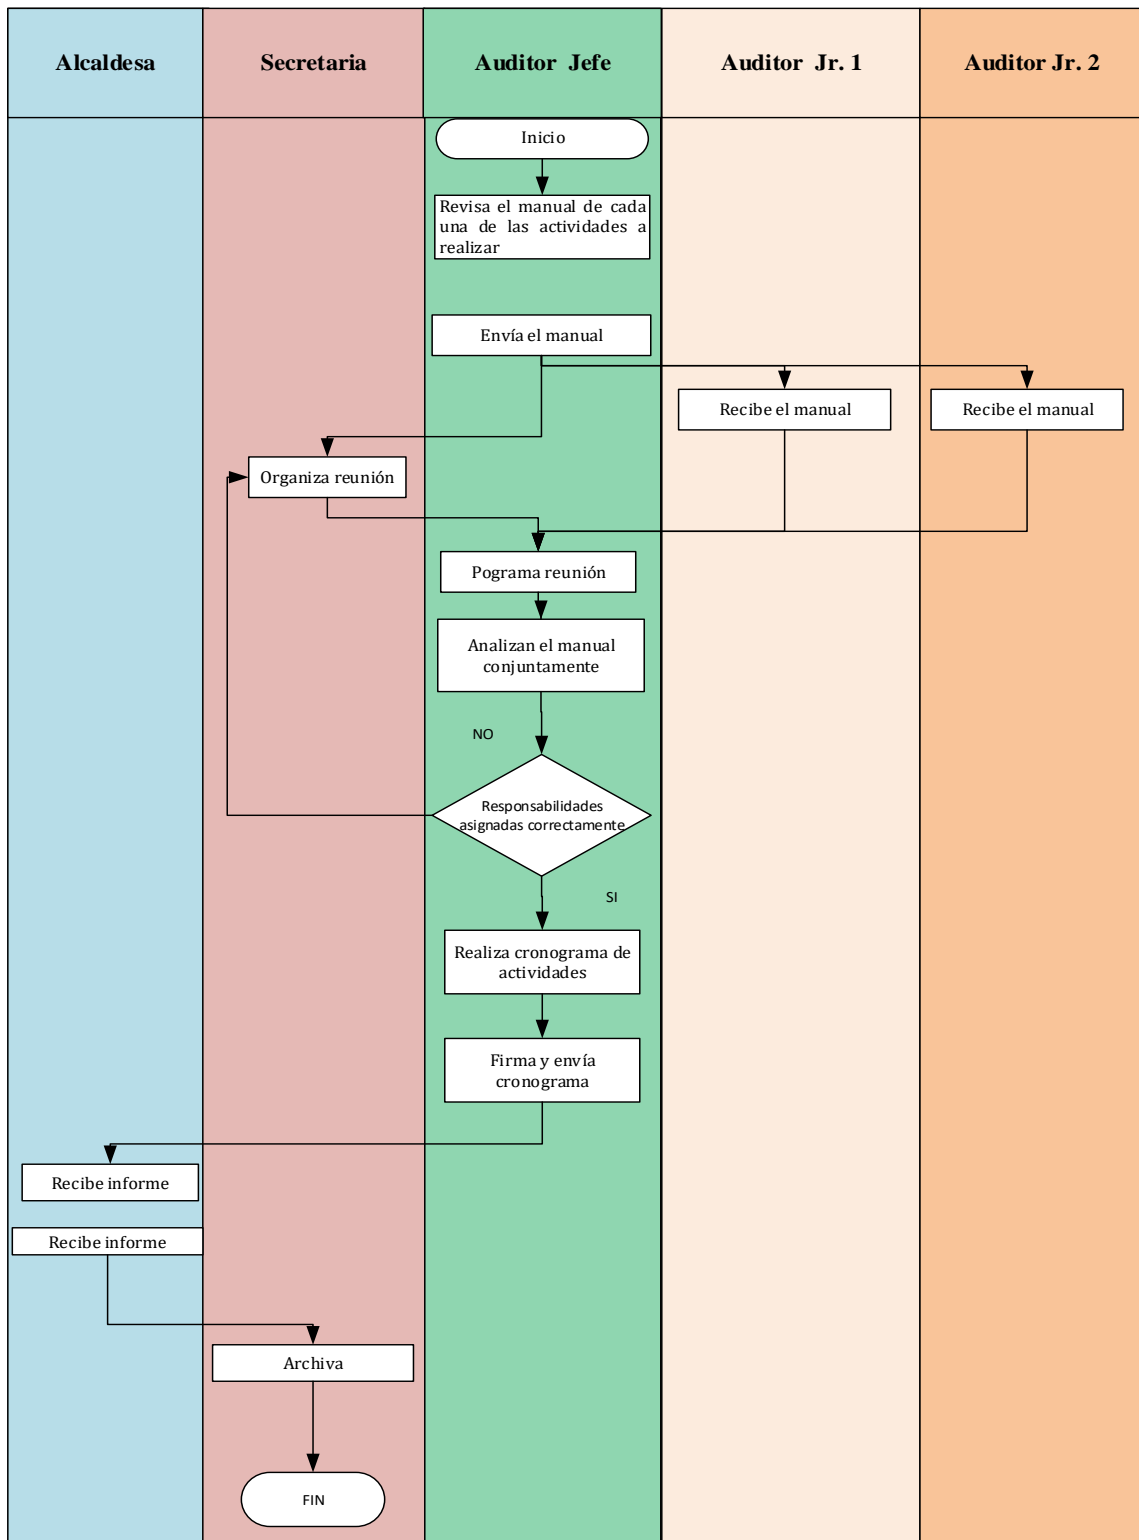 Alcaldesa
Secretaria
Auditor Jefe
Auditor Jr. 1
Auditor Jr. 2
Inicio
Revisa el manual de cada
una de las actividades a
realizar
Envía el manual
Recibe el manual
Recibe el manual
Organiza reunión
Pograma reunión
Analizan el manual
conjuntamente
NO
Responsabilidades
asignadas correctamente
SI
Realiza cronograma de
actividades
Firma y envía
cronograma
Recibe informe
Recibe informe
Archiva
FIN